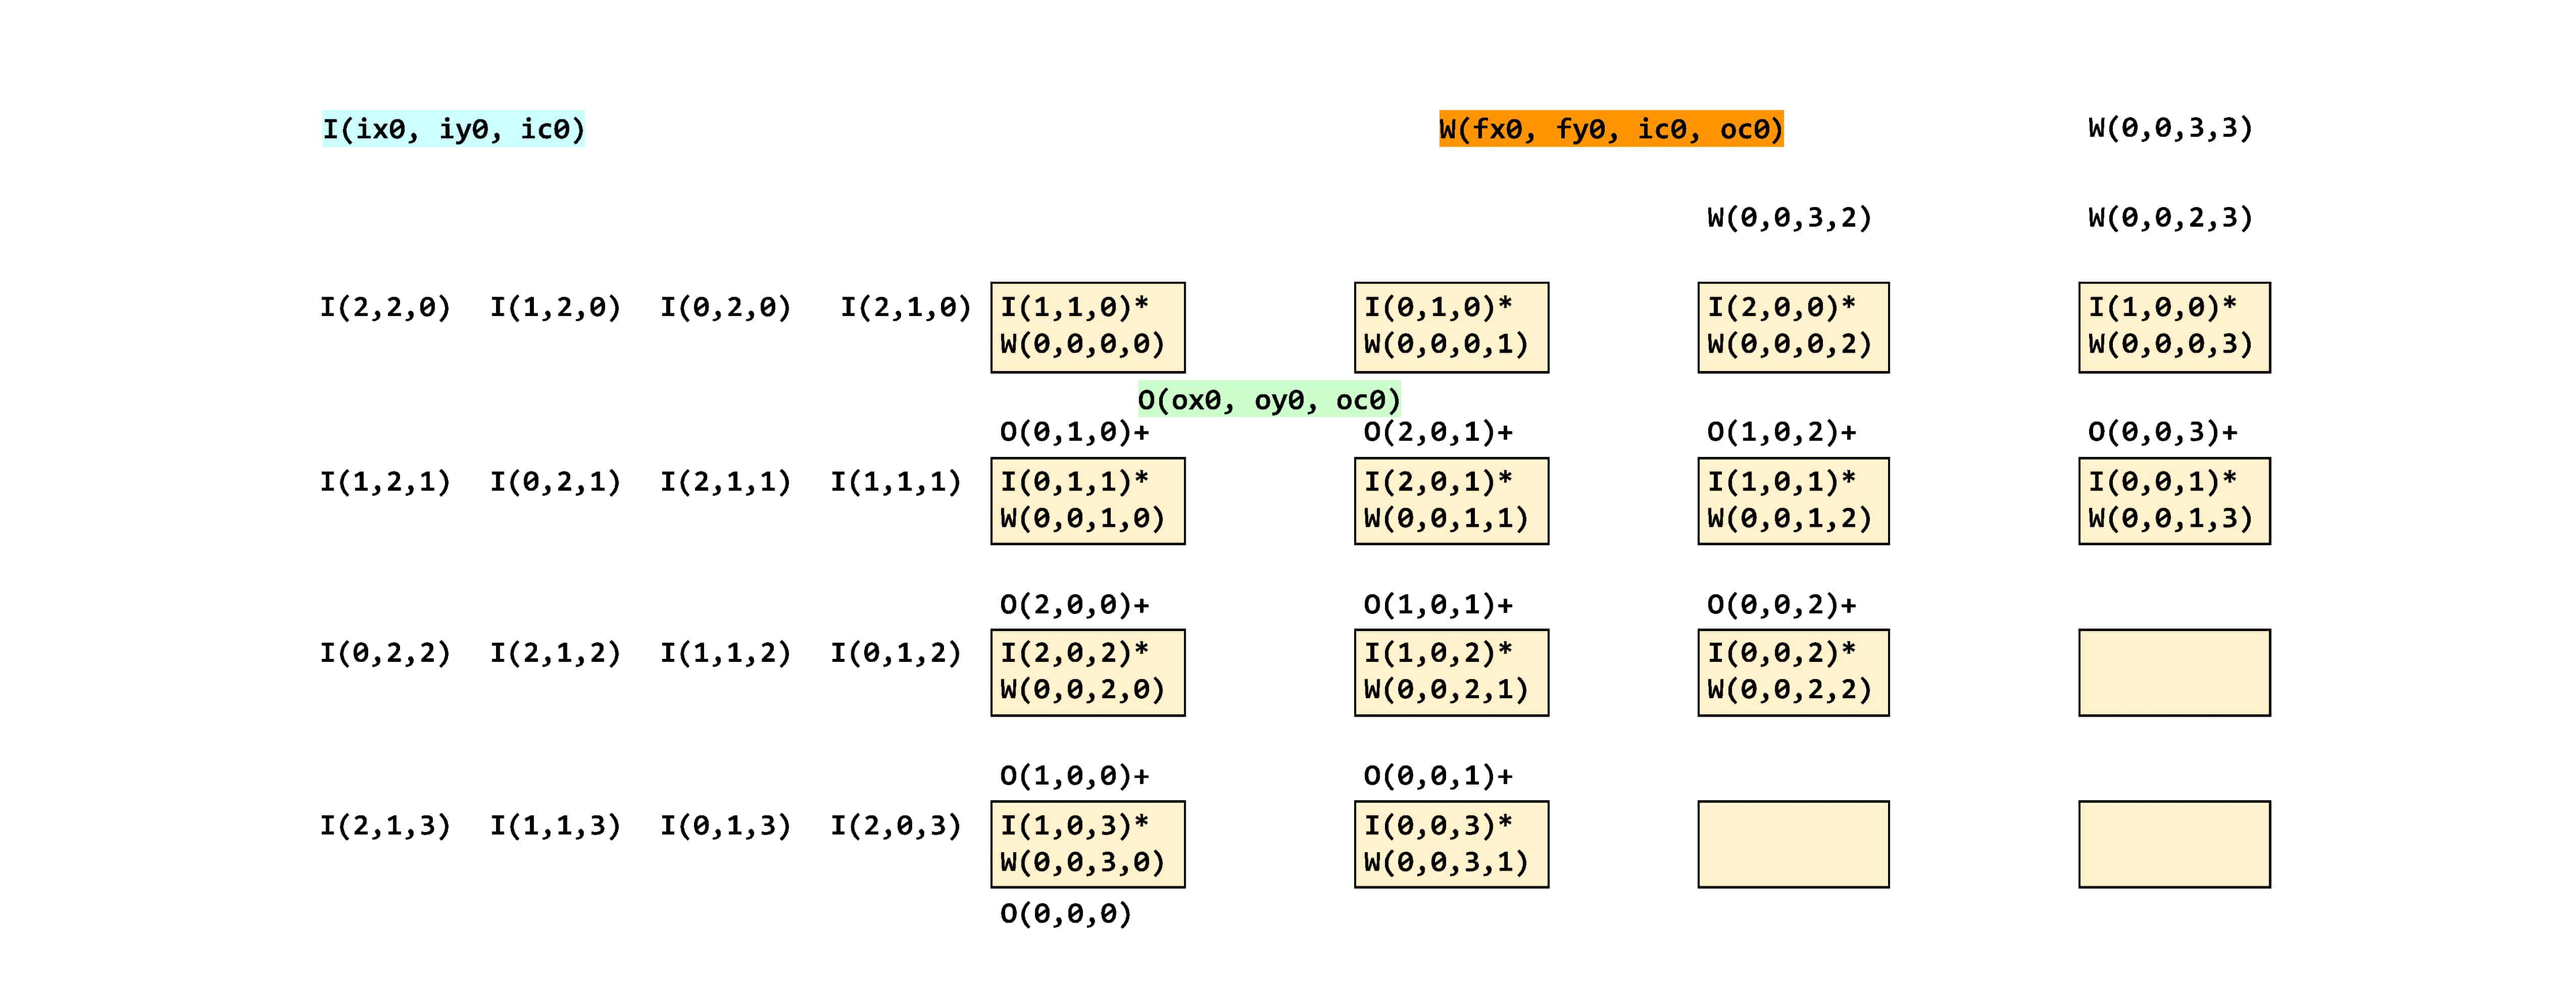 I(ix0, iy0, ic0) W(fx0, fy0, ic0, oc0) W(0,0,3,3)
W(0,0,3,2) W(0,0,2,3)
I(2,2,0) I(1,2,0) I(0,2,0) I(2,1,0) I(1,1,0)* I(0,1,0)* I(2,0,0)* I(1,0,0)*
W(0,0,0,0) W(0,0,0,1) W(0,0,0,2) W(0,0,0,3)
O(ox0, oy0, oc0)
O(0,1,0)+ O(2,0,1)+ O(1,0,2)+ O(0,0,3)+
I(1,2,1) I(0,2,1) I(2,1,1) I(1,1,1) I(0,1,1)* I(2,0,1)* I(1,0,1)* I(0,0,1)*
W(0,0,1,0) W(0,0,1,1) W(0,0,1,2) W(0,0,1,3)
O(2,0,0)+ O(1,0,1)+ O(0,0,2)+
I(0,2,2) I(2,1,2) I(1,1,2) I(0,1,2) I(2,0,2)* I(1,0,2)* I(0,0,2)*
W(0,0,2,0) W(0,0,2,1) W(0,0,2,2)
O(1,0,0)+ O(0,0,1)+
I(2,1,3) I(1,1,3) I(0,1,3) I(2,0,3) I(1,0,3)* I(0,0,3)*
W(0,0,3,0) W(0,0,3,1)
O(0,0,0)